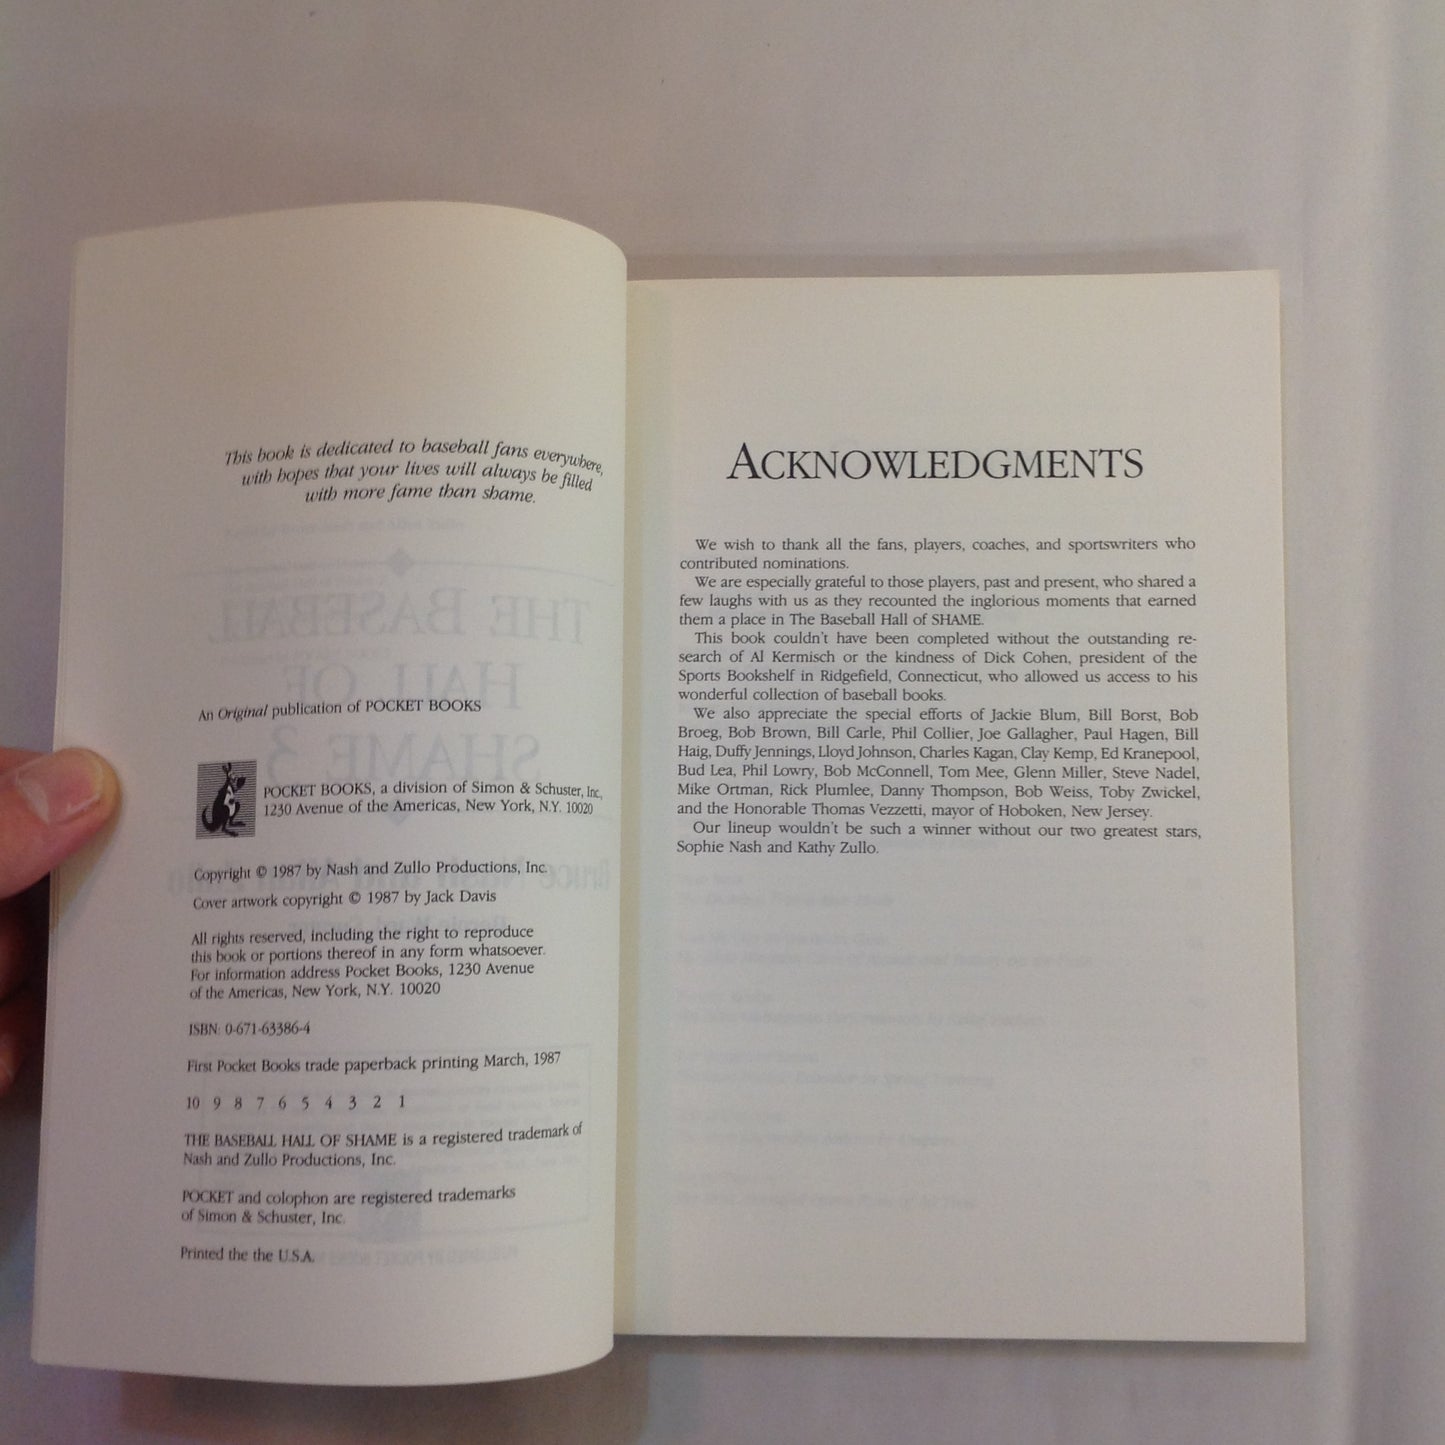 This book is dedicated to baseball fans everywhere,
with hopes that your lives will always be filled
with more fame than shame.
An Original publication of POCKET BOOKS
POCKET BOOKS, a division of Simon & Schuster, Inc,
1230 Avenue of the Americas, New York, N.Y. 10020
Copyright © 1987 by Nash and Zullo Productions, Inc.
Cover artwork copyright © 1987 by Jack Davis
All rights reserved, including the right to reproduce
this book or portions thereof in any form whatsoever.
For information address Pocket Books, 1230 Avenue
of the Americas, New York, N.Y. 10020
ISBN: 0-671-63386-4
First Pocket Books trade paperback printing March, 1987
10 9 8 7 6 5 4 3 2 1
THE BASEBALL HALL OF SHAME is a registered trademark of
Nash and Zullo Productions, Inc.
POCKET and colophon are registered trademarks
of Simon & Schuster, Inc.
Printed the the U.S.A.
ACKNOWLEDGMENTS
We wish to thank all the fans, players, coaches, and sportswriters who
contributed nominations.
We are especially grateful to those players, past and present, who shared a
few laughs with us as they recounted the inglorious moments that earned
them a place in The Baseball Hall of SHAME.
This book couldn't have been completed without the outstanding re-
search of Al Kermisch or the kindness of Dick Cohen, president of the
Sports Bookshelf in Ridgefield, Connecticut, who allowed us access to his
wonderful collection of baseball books.
We also appreciate the special efforts of Jackie Blum, Bill Borst, Bob
Broeg, Bob Brown, Bill Carle, Phil Collier, Joe Gallagher, Paul Hagen, Bill
Haig, Duffy Jennings, Lloyd Johnson, Charles Kagan, Clay Kemp, Ed Kranepool,
Bud Lea, Phil Lowry, Bob McConnell, Tom Mee, Glenn Miller, Steve Nadel,
Mike Ortman, Rick Plumlee, Danny Thompson, Bob Weiss, Toby Zwickel,
and the Honorable Thomas Vezzetti, mayor of Hoboken, New Jersey.
Our lineup wouldn't be such a winner without our two greatest stars,
Sophie Nash and Kathy Zullo.